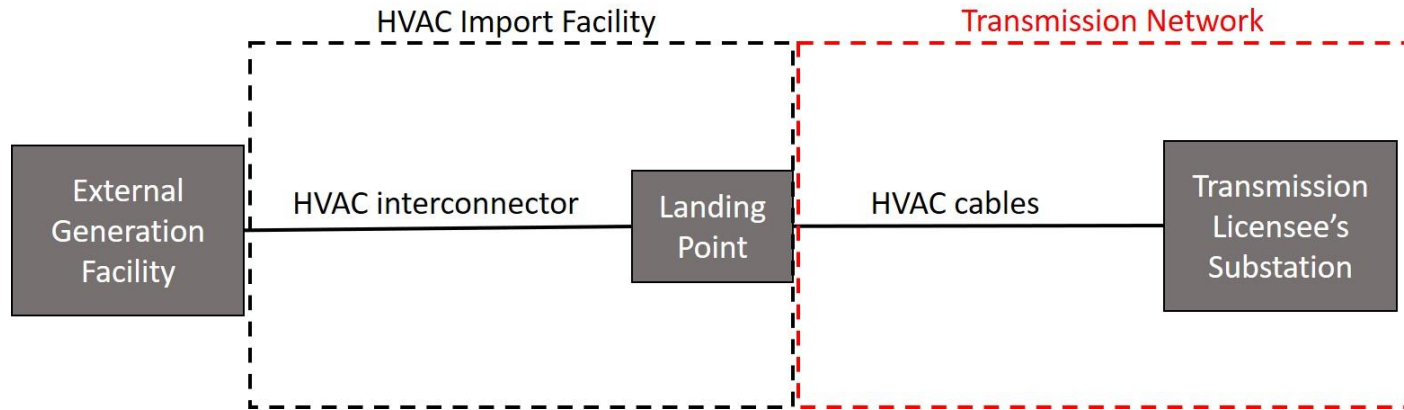 HVAC Import Facility
Transmission Network
External
Generation
Facility
HVAC interconnector
Landing
Point
HVAC cables
Transmission
Licensee’s
Substation